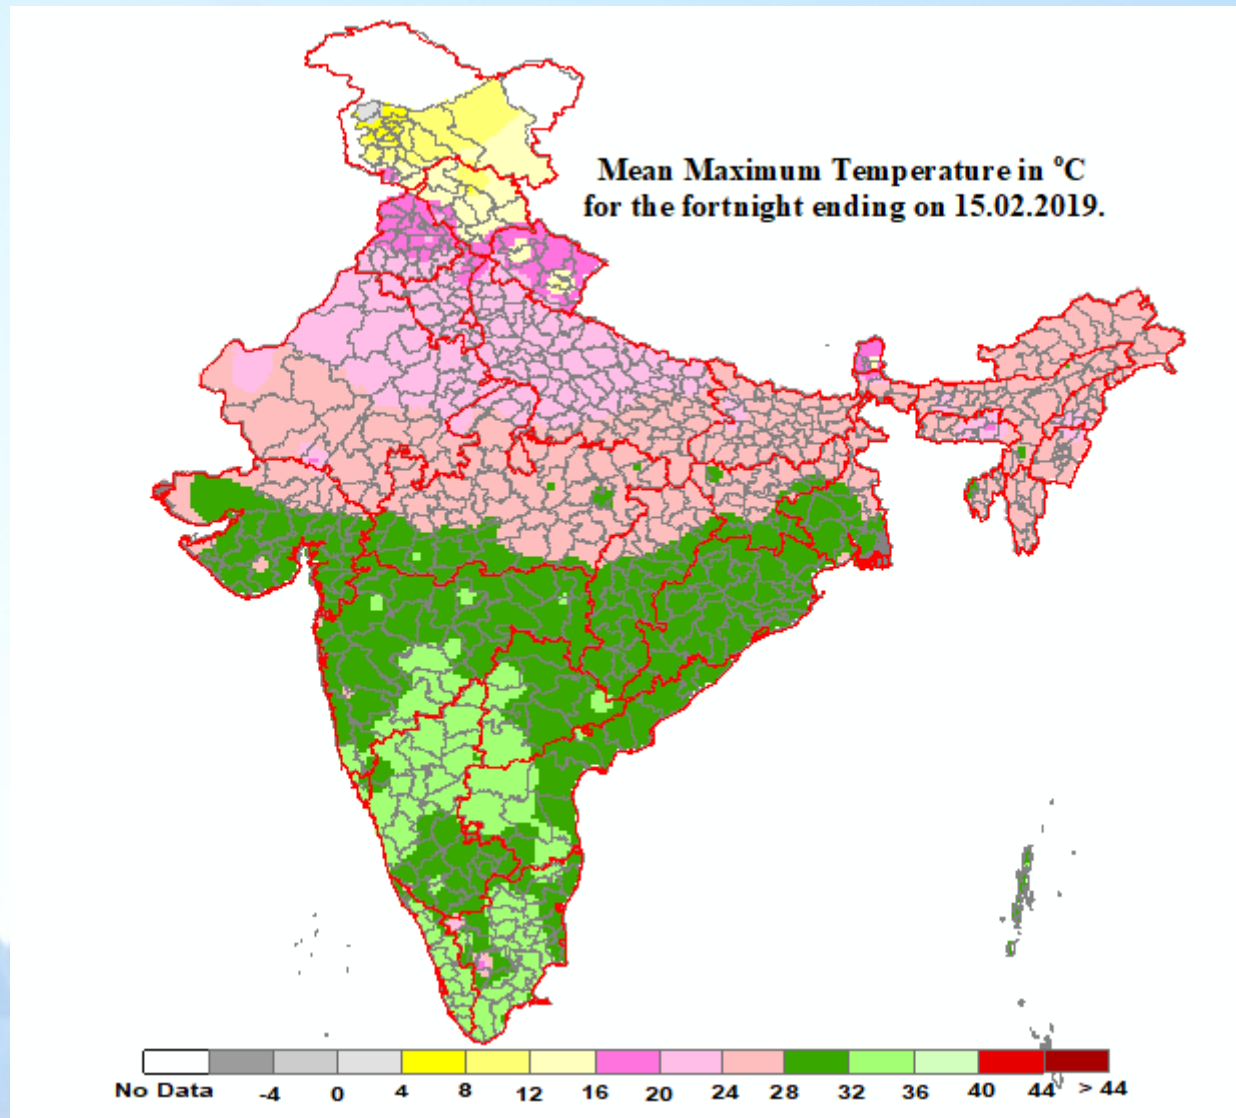 Mean Maximum Temperature in °C
for the fortnight ending on 15.02.2019.
No Data -4 0 4 8 12 16 20 24 28 32 36 40 44 > 44